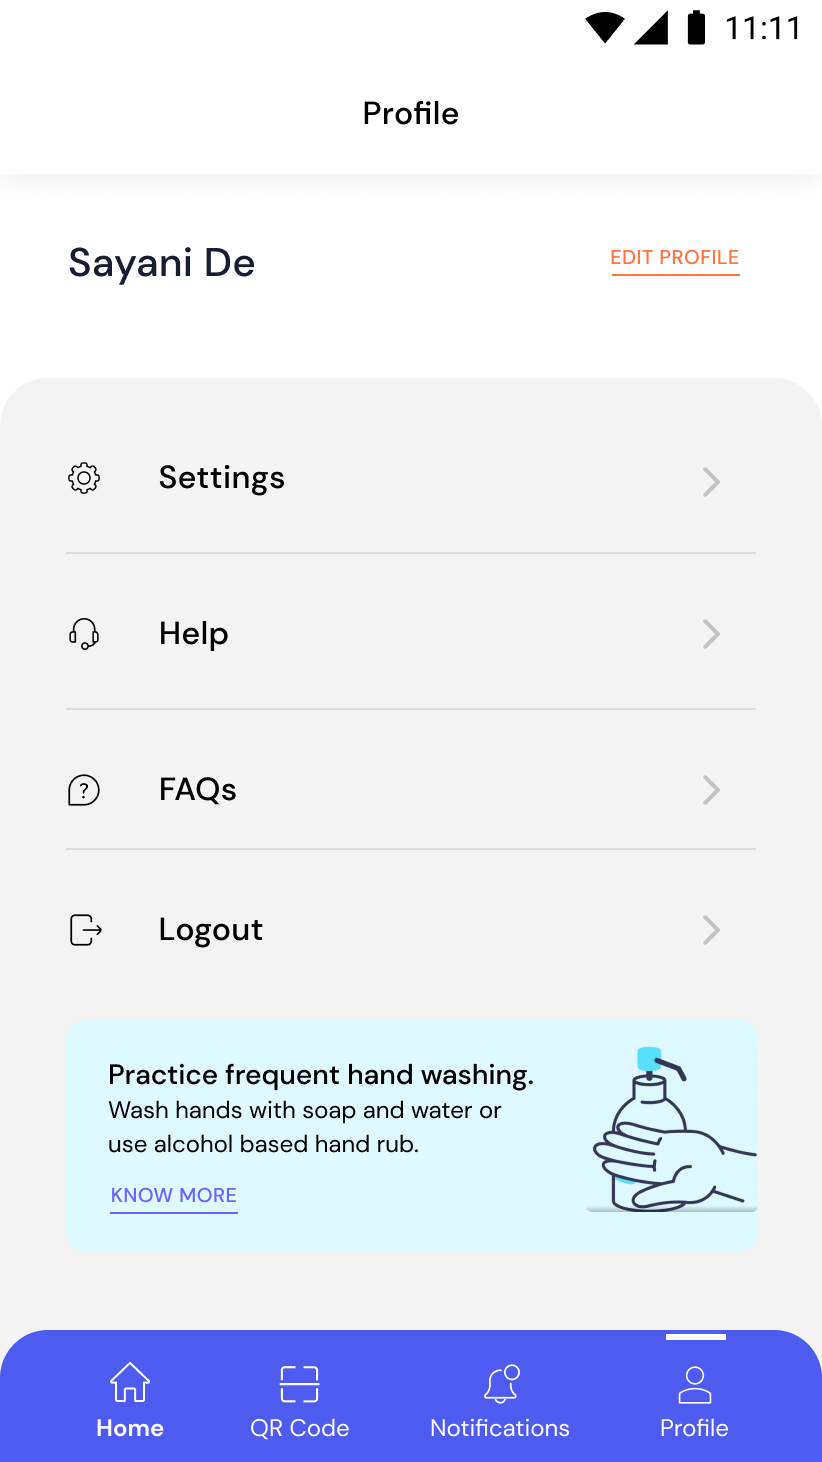 11:11
Profile
Sayani De
EDIT PROFILE
Settings
Help
?
FAQs
Logout
Practice frequent hand washing.
Wash hands with soap and water or
use alcohol based hand rub.
KNOW MORE
Home
QR Code
Notifications
Profile